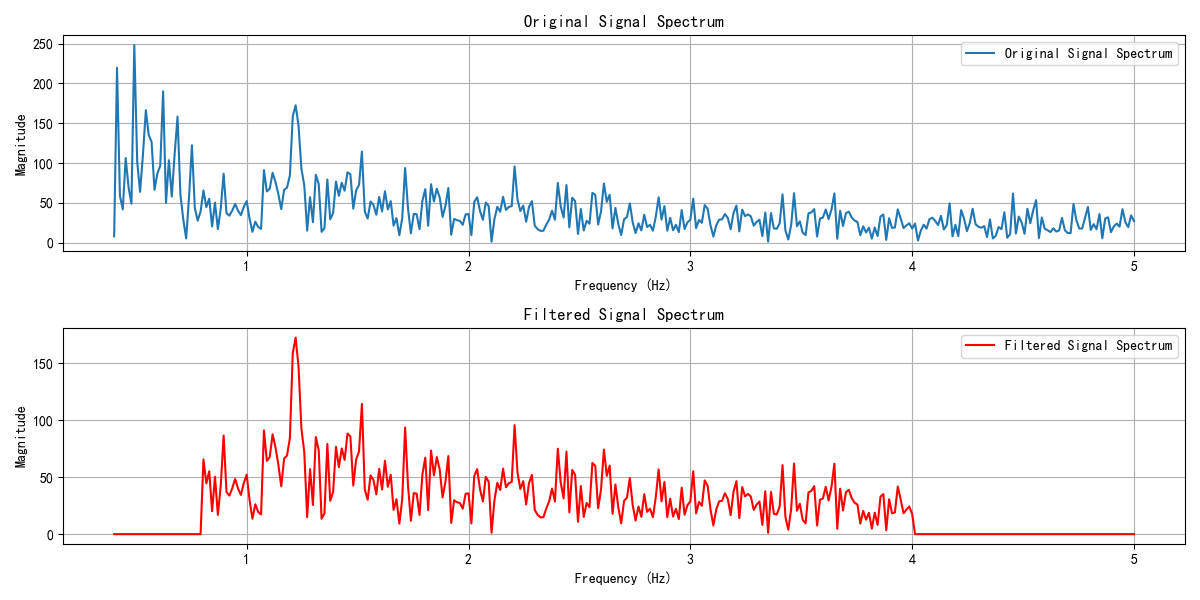 Original Signal Spectrum
250
200
150
100
50
0
Magnitude
Original Signal Spectrum
1 2 3 4 5
Frequency (Hz)
Filtered Signal Spectrum
150
100
50
0
Magnitude
Filtered Signal Spectrum
1 2 3 4 5
Frequency (Hz)